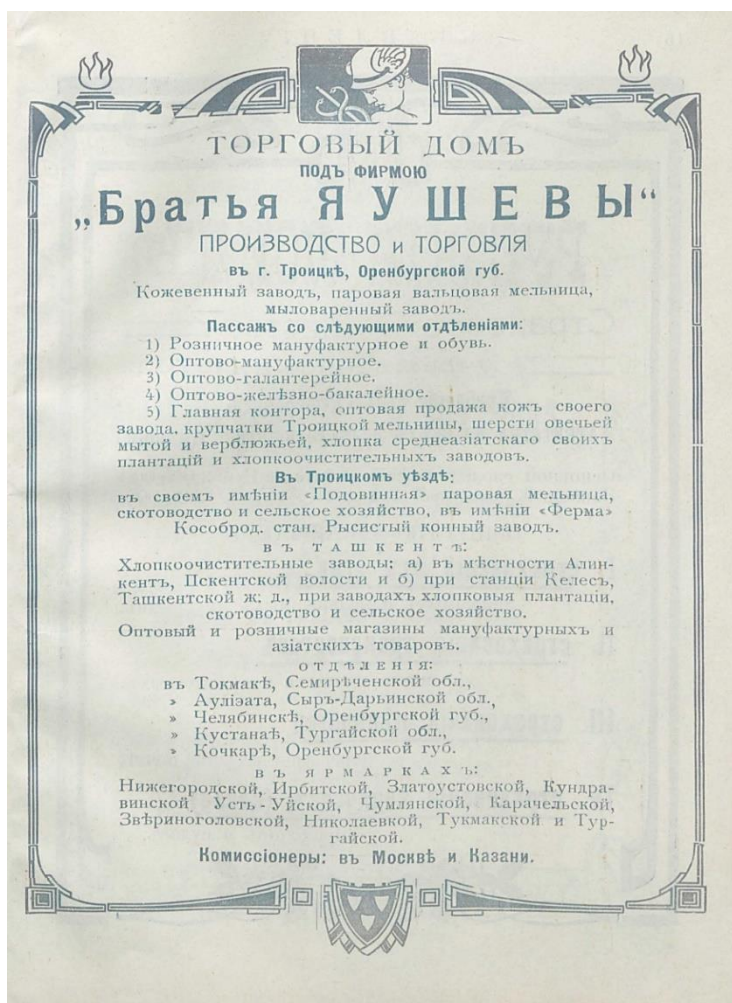 ТОРГОВЫЙ ДОМЪ
ПОДЪ ФИРМОЮ
„Братья ЯУШЕВЫ“
ПРОИЗВОДСТВО и ТОРГОВЛЯ
въ г. Троицкѣ, Оренбургской губ.
Кожевенный заводъ, паровая вальцовая мельница,
мыловаренный заводъ.
Пассажъ со слѣдующими отдѣленіями:
1) Розничное мануфактурное и обувь.
2) Оптово-мануфактурное.
3) Оптово-галантерейное.
4) Оптово-желѣзно-бакалейное.
5) Главная контора, оптовая продажа кожъ своего
завода. крупчатки Троицкой мельницы, шерсти овечьей
мытой и верблюжьей, хлопка среднеазіатскаго своихъ
плантацій и хлопкоочистительныхъ заводовъ.
Въ Троицкомъ уѣздѣ:
въ своемъ имѣніи «Подовинная» паровая мельница,
скотоводство и сельское хозяйство, въ имѣніи «Ферма»
Кособрод. стан. Рысистый конный заводъ.
ВЪ ТАШКЕНТѢ:
Хлопкоочистительные заводы: а) въ мѣстности Алин-
кентъ, Пскентской волости и б) при станціи Келесъ,
Ташкентской ж; д., при заводахъ хлопковыя плантаціи,
скотоводство и сельское хозяйство.
Оптовый и розничные магазины мануфактурныхъ и
азіатскихъ товаровъ.
ОТДѢЛЕНІЯ:
въ Токмакѣ, Семирѣченской обл.,
» Ауліэата, Сыръ-Дарьинской обл.,
» Челябинскѣ, Оренбургской губ.,
» Кустанаѣ, Тургайской обл.,
» Кочкарѣ, Оренбургской губ.
ВЪ ЯРМАРКАХЪ:
Нижегородской, Ирбитской, Златоустовской, Кундра-
винской Усть-Уйской, Чумлянской, Карачельской,
Звѣриноголовской, Николаевкой, Тукмакской и Тур-
гайской.
Комиссіонеры: въ Москвѣ и Казани.